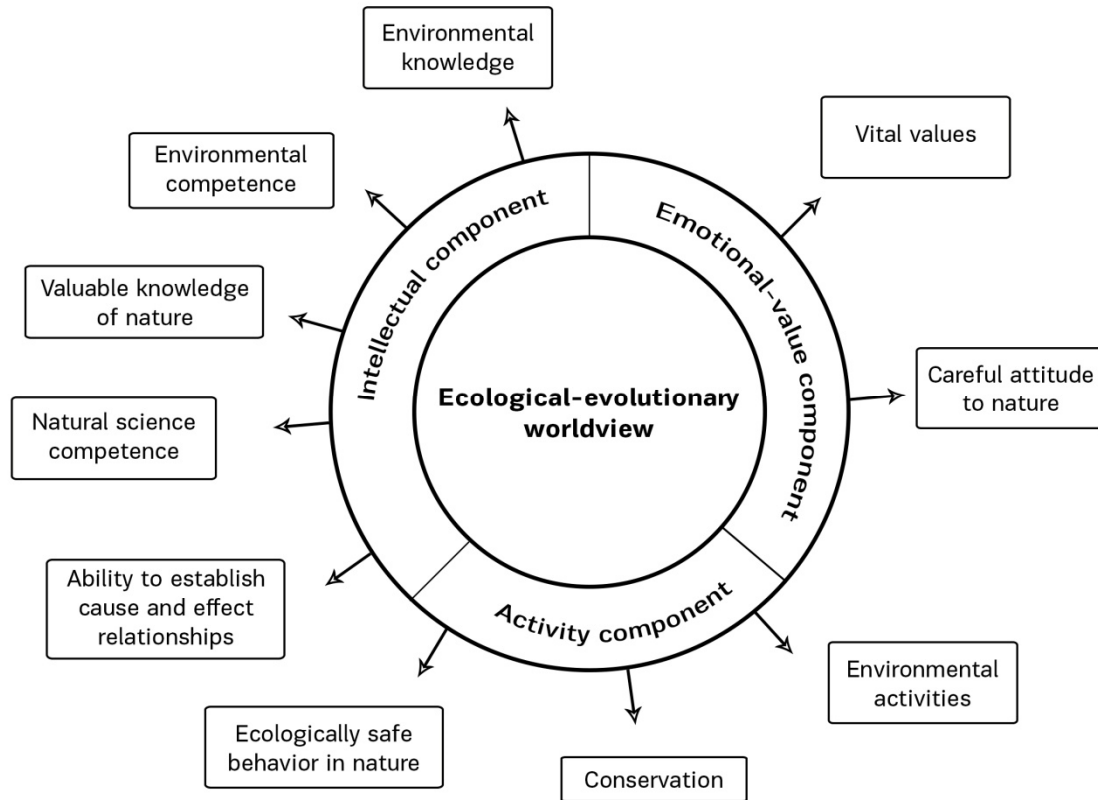 Environmental
knowledge
Vital values
Environmental
competence
Intellectual component
Emotional-value component
Valuable knowledge
of nature
Careful attitude
to nature
Ecological-evolutionary
worldview
Natural science
competence
Ability to establish
cause and effect
relationships
Activity component
Environmental
activities
Ecologically safe
behavior in nature
Conservation